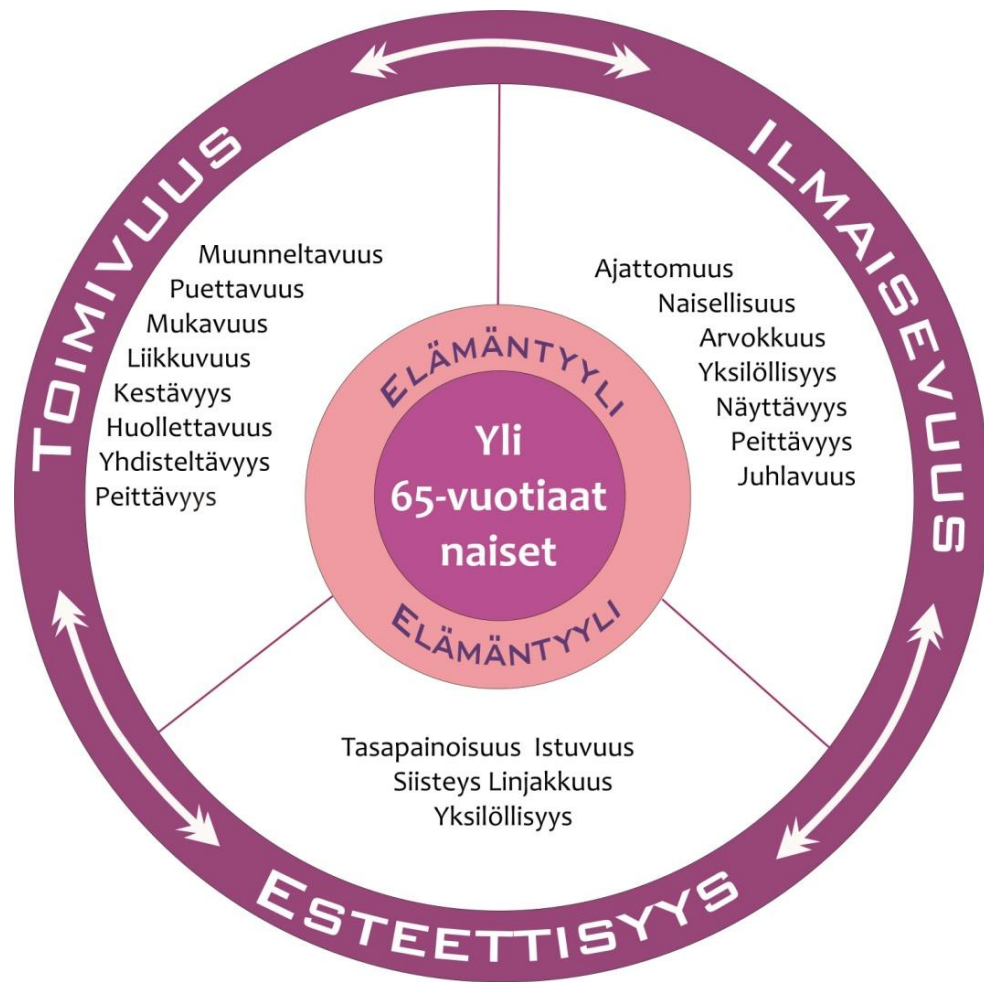 TOIMIVUUS
Muunneltavuus
Puettavuus
Mukavuus
Liikkuvuus
Kestävyys
Huollettavuus
Yhdisteltävyys
Peittävyys
ILMAISEVUUS
Ajattomuus
Naisellisuus
Arvokkuus
Yksilöllisyys
Näyttävyys
Peittävyys
Juhlavuus
ELÄMÄNTYYLI
Yli
65-vuotiaat
naiset
ELÄMÄNTYYLI
Tasapainoisuus Istuvuus
Siisteys Linjakkuus
Yksilöllisyys
ESTEETTISYYS